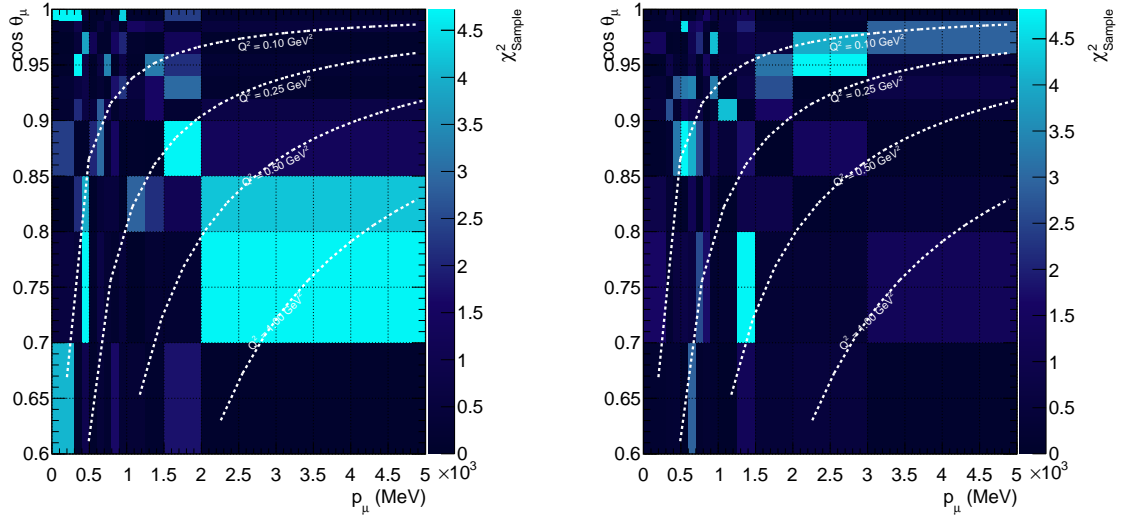 cos θμ
1
0.95
0.9
0.85
0.8
0.75
0.7
0.65
0.6
0 0.5 1 1.5 2 2.5 3 3.5 4 4.5 5
×10³
pμ (MeV)
Q² = 0.10 GeV²
Q² = 0.25 GeV²
Q² = 0.50 GeV²
Q² = 1.00 GeV²
χ²Sample
4.5
4
3.5
3
2.5
2
1.5
1
0.5
0
cos θμ
1
0.95
0.9
0.85
0.8
0.75
0.7
0.65
0.6
0 0.5 1 1.5 2 2.5 3 3.5 4 4.5 5
×10³
pμ (MeV)
Q² = 0.10 GeV²
Q² = 0.25 GeV²
Q² = 0.50 GeV²
Q² = 1.00 GeV²
χ²Sample
4.5
4
3.5
3
2.5
2
1.5
1
0.5
0